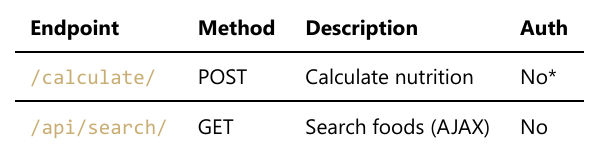 Endpoint Method Description Auth
/calculate/ POST Calculate nutrition No*
/api/search/ GET Search foods (AJAX) No